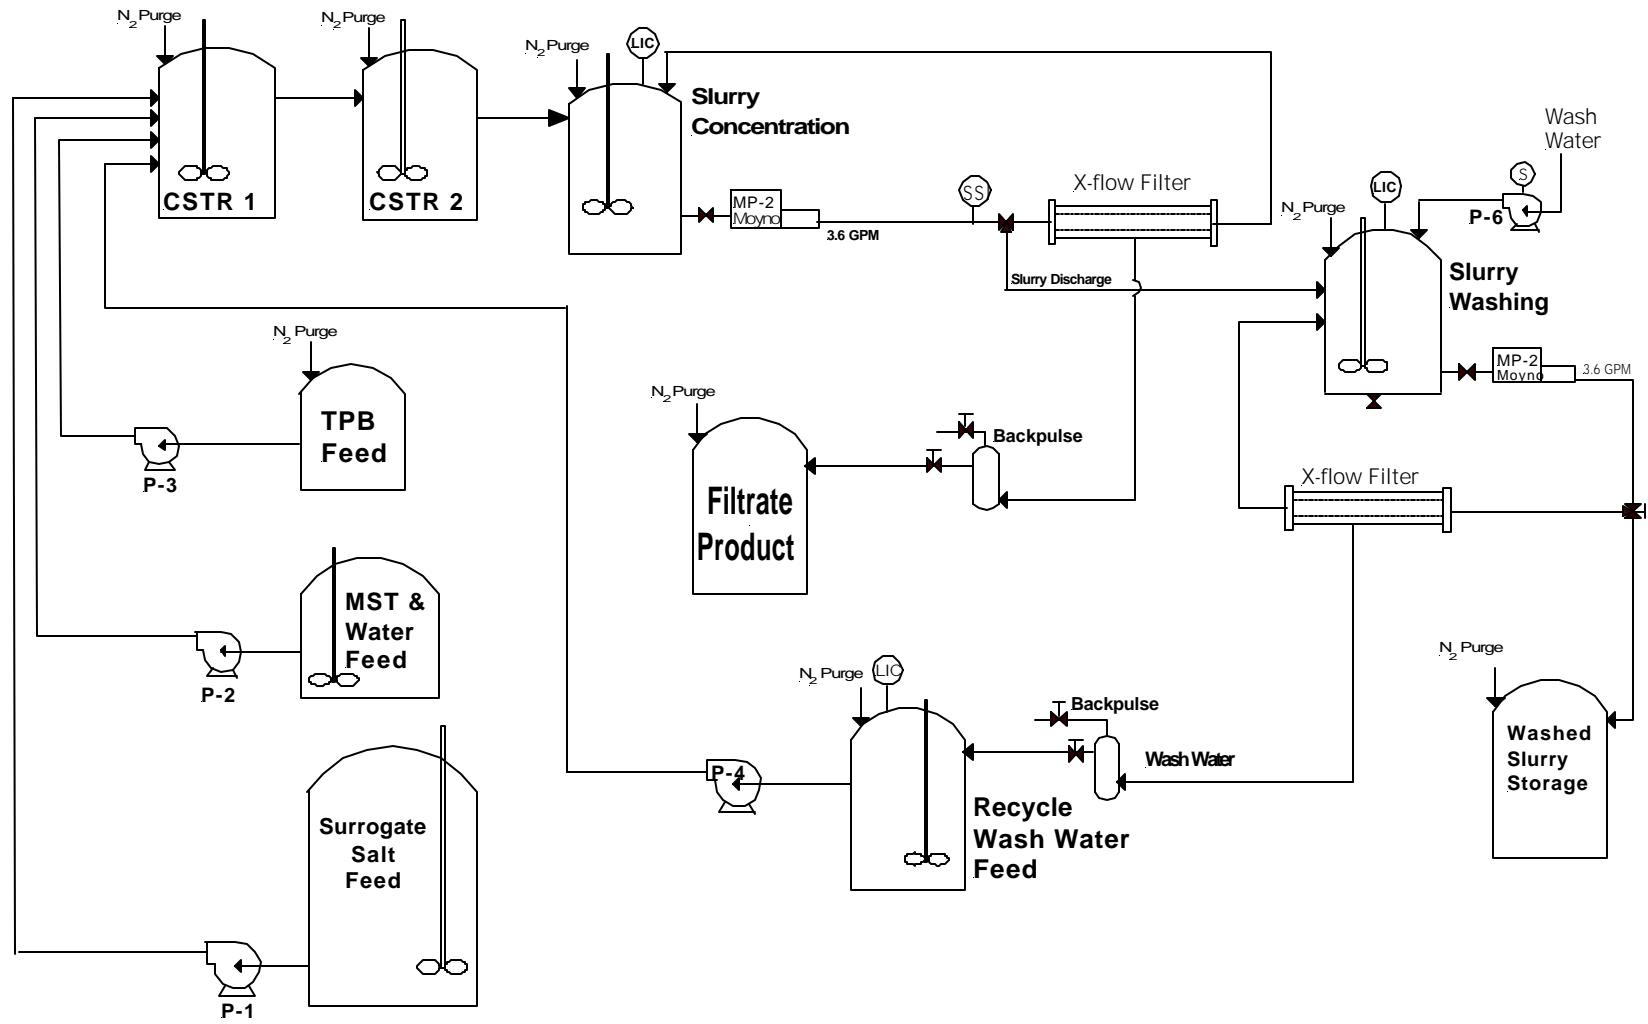 N2 Purge
N2 Purge
N2 Purge
LIC
CSTR 1
CSTR 2
Slurry
Concentration
MP-2
Moyno
3.6 GPM
SS
X-flow Filter
Slurry Discharge
Wash
Water
S
P-6
LIC
N2 Purge
Slurry
Washing
MP-2
Moyno
3.6 GPM
N2 Purge
TPB
Feed
P-3
N2 Purge
Filtrate
Product
Backpulse
X-flow Filter
MST &
Water
Feed
P-2
N2 Purge
LIC
Backpulse
Wash Water
P-4
Recycle
Wash Water
Feed
N2 Purge
Washed
Slurry
Storage
Surrogate
Salt
Feed
P-1